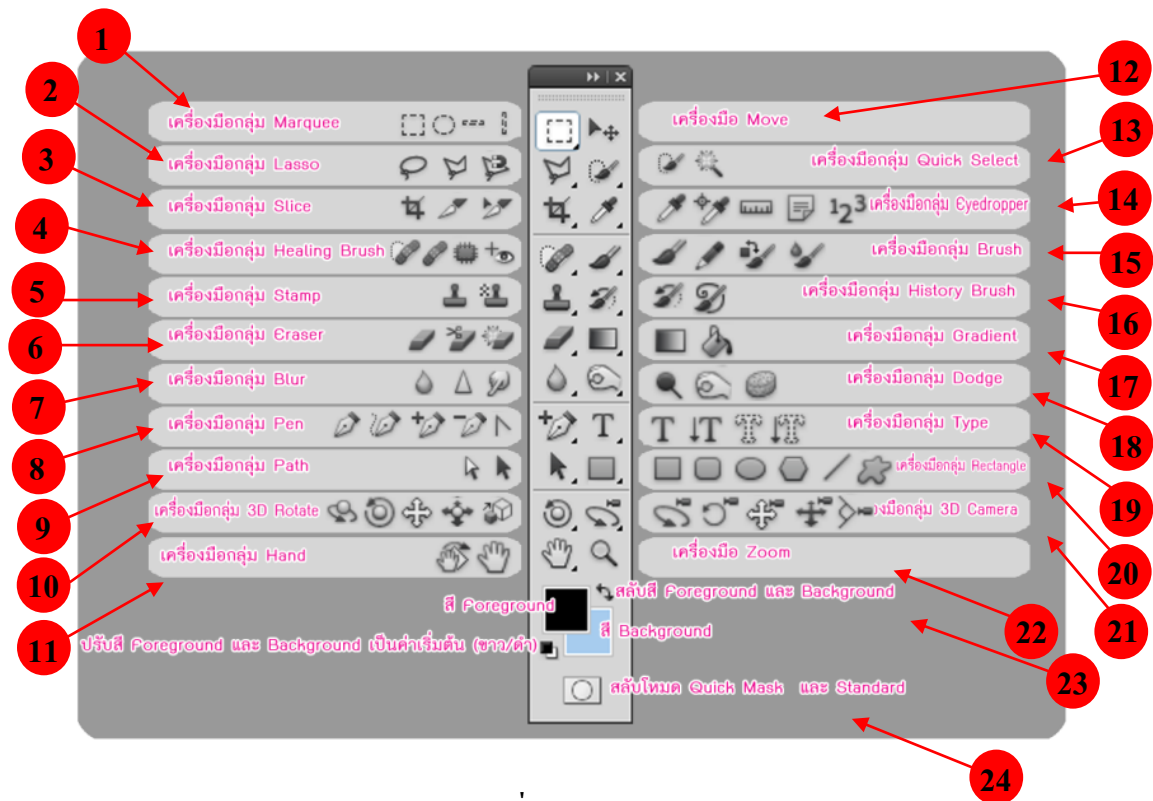 1
2
3
4
5
6
7
8
9
10
11
12
13
14
15
16
17
18
19
20
21
22
23
24
เครื่องมือกลุ่ม Marquee
เครื่องมือกลุ่ม Lasso
เครื่องมือกลุ่ม Slice
เครื่องมือกลุ่ม Healing Brush
เครื่องมือกลุ่ม Stamp
เครื่องมือกลุ่ม Eraser
เครื่องมือกลุ่ม Blur
เครื่องมือกลุ่ม Pen
เครื่องมือกลุ่ม Path
เครื่องมือกลุ่ม 3D Rotate
เครื่องมือกลุ่ม Hand
เครื่องมือ Move
เครื่องมือกลุ่ม Quick Select
เครื่องมือกลุ่ม Eyedropper
เครื่องมือกลุ่ม Brush
เครื่องมือกลุ่ม History Brush
เครื่องมือกลุ่ม Gradient
เครื่องมือกลุ่ม Dodge
เครื่องมือกลุ่ม Type
เครื่องมือกลุ่ม Rectangle
องมือกลุ่ม 3D Camera
เครื่องมือ Zoom
สลับสี Foreground และ Background
สี Foreground
สี Background
ปรับสี Foreground และ Background เป็นค่าเริ่มต้น (ขาว/ดำ)
สลับโหมด Quick Mask และ Standard